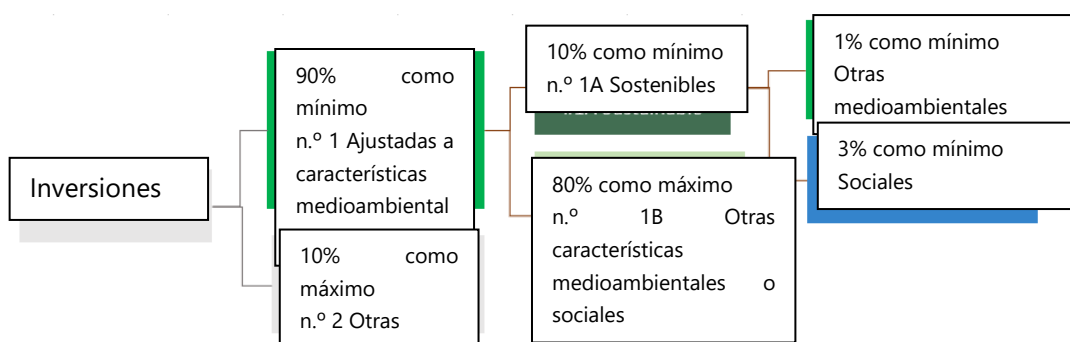 Inversiones
90% como
mínimo
n.º 1 Ajustadas a
características
medioambiental
10% como
máximo
n.º 2 Otras
10% como mínimo
n.º 1A Sostenibles
80% como máximo
n.º 1B Otras
características
medioambientales o
sociales
1% como mínimo
Otras
medioambientales
3% como mínimo
Sociales